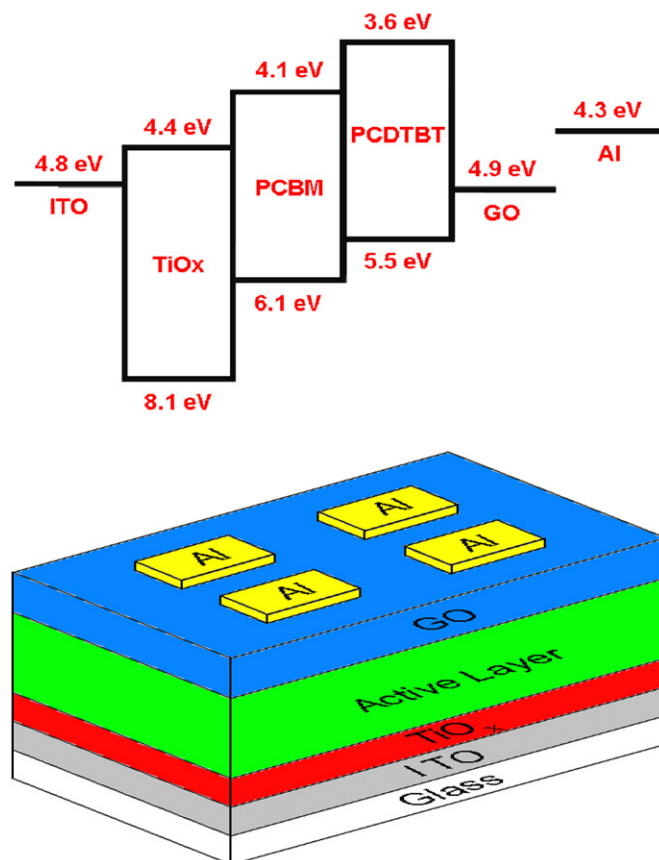 3.6 eV
4.1 eV
PCDTBT
4.3 eV
4.4 eV
4.8 eV
4.9 eV
Al
PCBM
ITO
GO
TiOx
5.5 eV
6.1 eV
8.1 eV
Al
Al
Al
Al
GO
Active Layer
TiOx
ITO
Glass